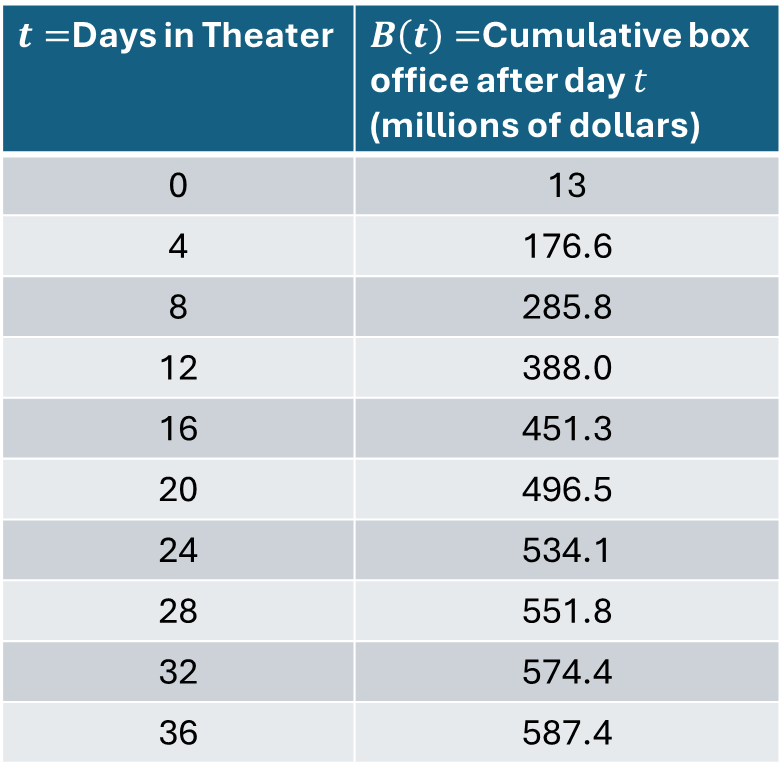 t =Days in Theater
B(t) =Cumulative box
office after day t
(millions of dollars)
0 13
4 176.6
8 285.8
12 388.0
16 451.3
20 496.5
24 534.1
28 551.8
32 574.4
36 587.4